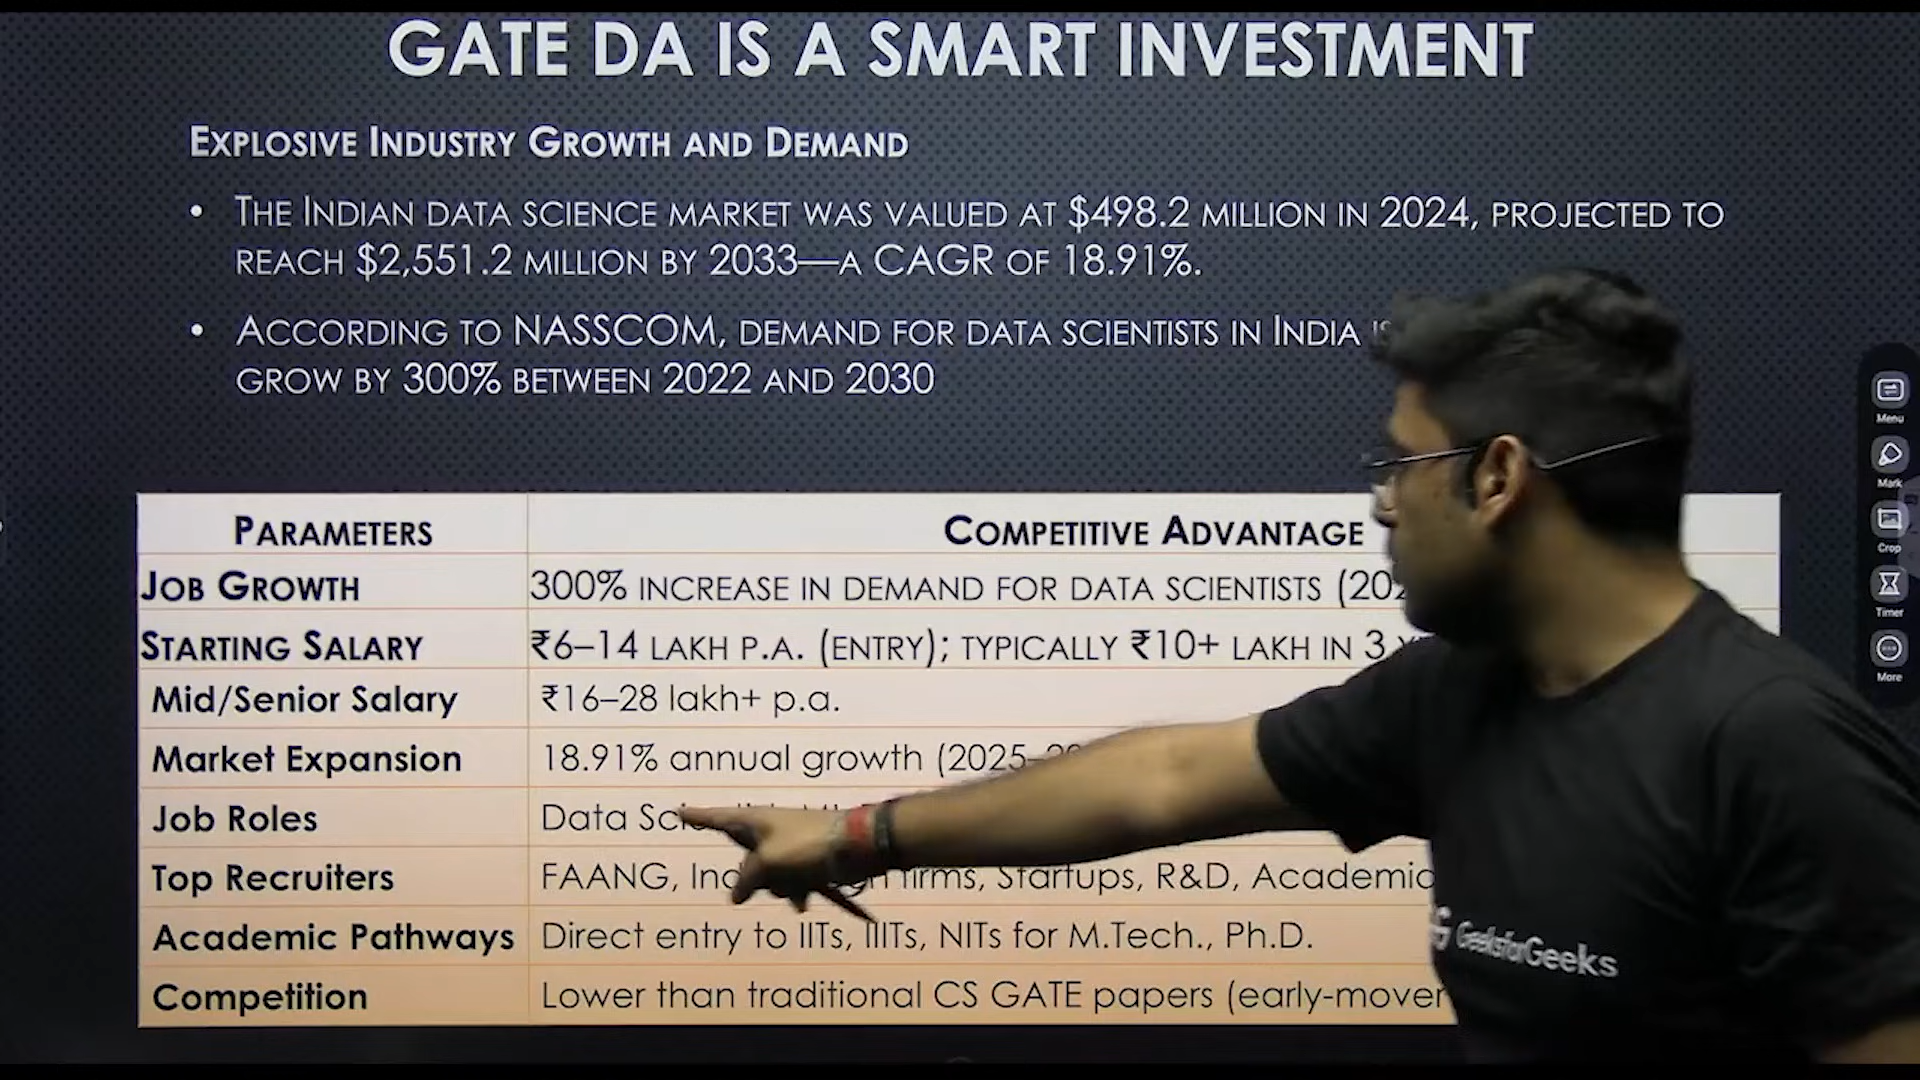 GATE DA IS A SMART INVESTMENT
EXPLOSIVE INDUSTRY GROWTH AND DEMAND
• THE INDIAN DATA SCIENCE MARKET WAS VALUED AT $498.2 MILLION IN 2024, PROJECTED TO
REACH $2,551.2 MILLION BY 2033—A CAGR OF 18.91%.
• ACCORDING TO NASSCOM, DEMAND FOR DATA SCIENTISTS IN INDIA IS
GROW BY 300% BETWEEN 2022 AND 2030
PARAMETERS COMPETITIVE ADVANTAGE
JOB GROWTH 300% INCREASE IN DEMAND FOR DATA SCIENTISTS
STARTING SALARY ₹6–14 LAKH P.A. (ENTRY); TYPICALLY ₹10+ LAKH IN 3
Mid/Senior Salary ₹16–28 lakh+ p.a.
Market Expansion 18.91% annual growth (2025–
Job Roles Data
Top Recruiters FAANG, firms, Startups, R&D,
Academic Pathways Direct entry to IITs, IIITs, NITs for M.Tech., Ph.D.
Competition Lower than traditional CS GATE papers (early-mover
Menu
Mark
Crop
Timer
More
GeeksforGeeks